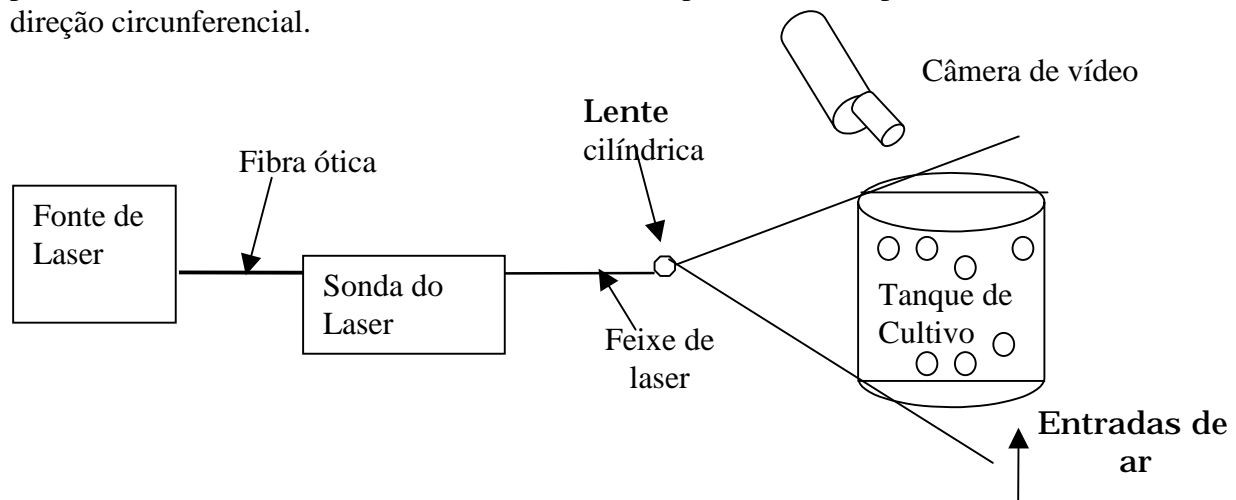 direção circunferencial.
Câmera de vídeo
Lente
cilíndrica
Fibra ótica
Fonte de
Laser
Sonda do
Laser
Feixe de
laser
Tanque de
Cultivo
Entradas de
ar